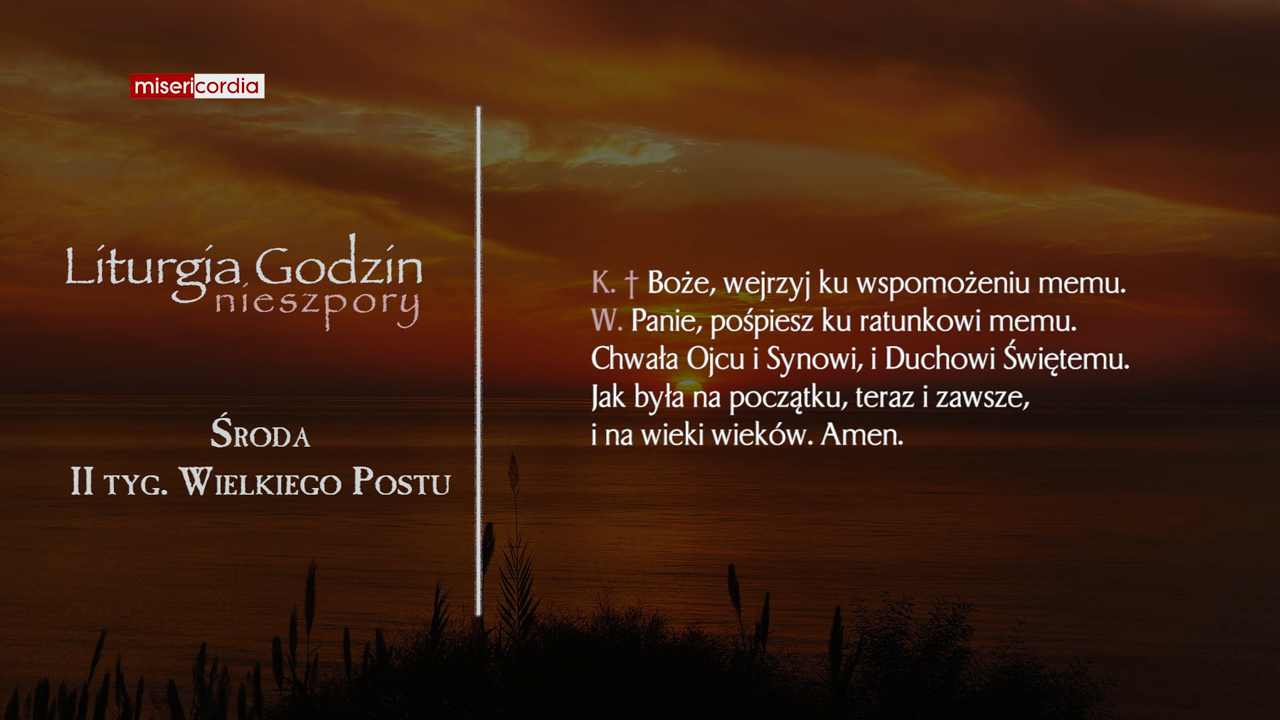 misericordia
Liturgia Godzin
nieszpory
Środa
II tyg. Wielkiego Postu
K. † Boże, wejrzyj ku wspomożeniu memu.
W. Panie, pośpiesz ku ratunkowi memu.
Chwała Ojcu i Synowi, i Duchowi Świętemu.
Jak była na początku, teraz i zawsze,
i na wieki wieków. Amen.